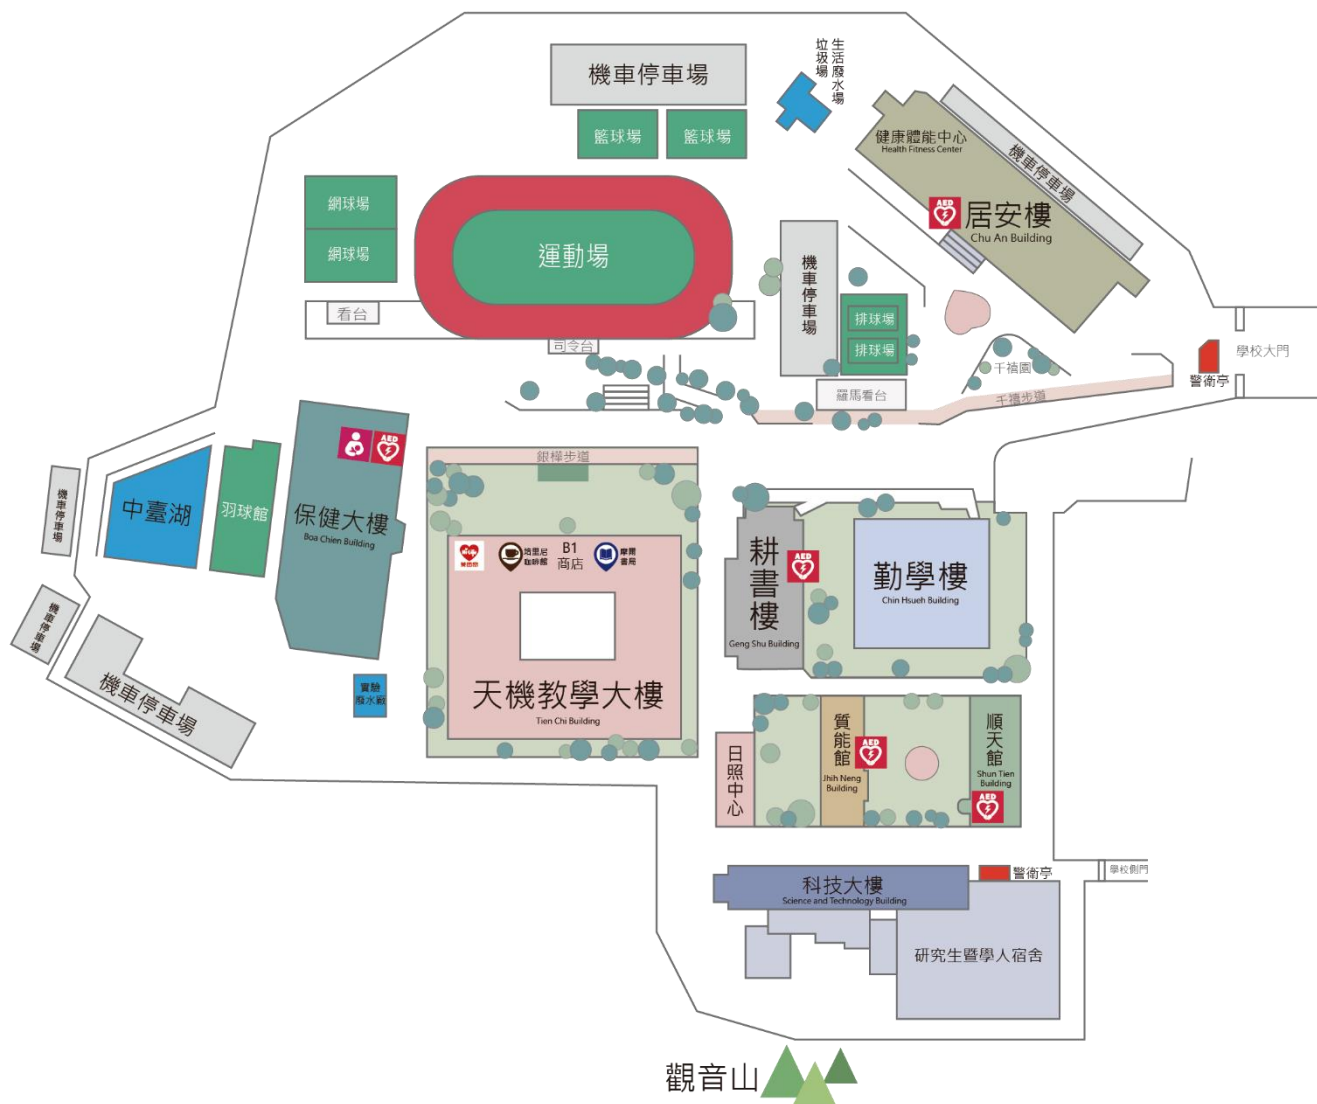 生活廢水場
垃圾場
機車停車場
籃球場
籃球場
健康體能中心
Health Fitness Center
機車停車場
AED
居安樓
Chu An Building
網球場
網球場
運動場
機車停車場
排球場
排球場
看台
司令台
羅馬看台
千禧園
千禧步道
警衛亭
學校大門
機車停車場
中臺湖
羽球館
AED
保健大樓
Boa Chien Building
銀樺步道
咖啡館
B1
商店
摩爾
書局
天機教學大樓
Tien Chi Building
耕書樓
Geng Shu Building
AED
勤學樓
Chin Hsueh Building
機車停車場
機車停車場
實驗
廢水廠
日照中心
質能館
Jhih Neng
Building
AED
順天館
Shun Tien
Building
AED
科技大樓
Science and Technology Building
警衛亭
學校側門
研究生暨學人宿舍
觀音山